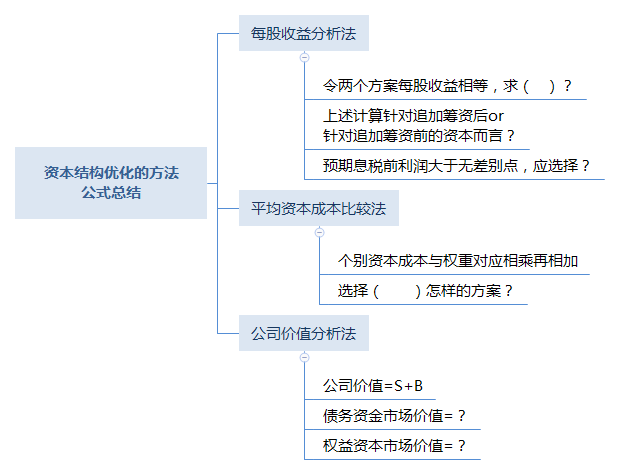 资本结构优化的方法
公式总结
每股收益分析法
令两个方案每股收益相等，求（　）？
上述计算针对追加筹资后or
针对追加筹资前的资本而言？
预期息税前利润大于无差别点，应选择？
平均资本成本比较法
个别资本成本与权重对应相乘再相加
选择（　　）怎样的方案？
公司价值分析法
公司价值=S+B
债务资金市场价值=？
权益资本市场价值=？